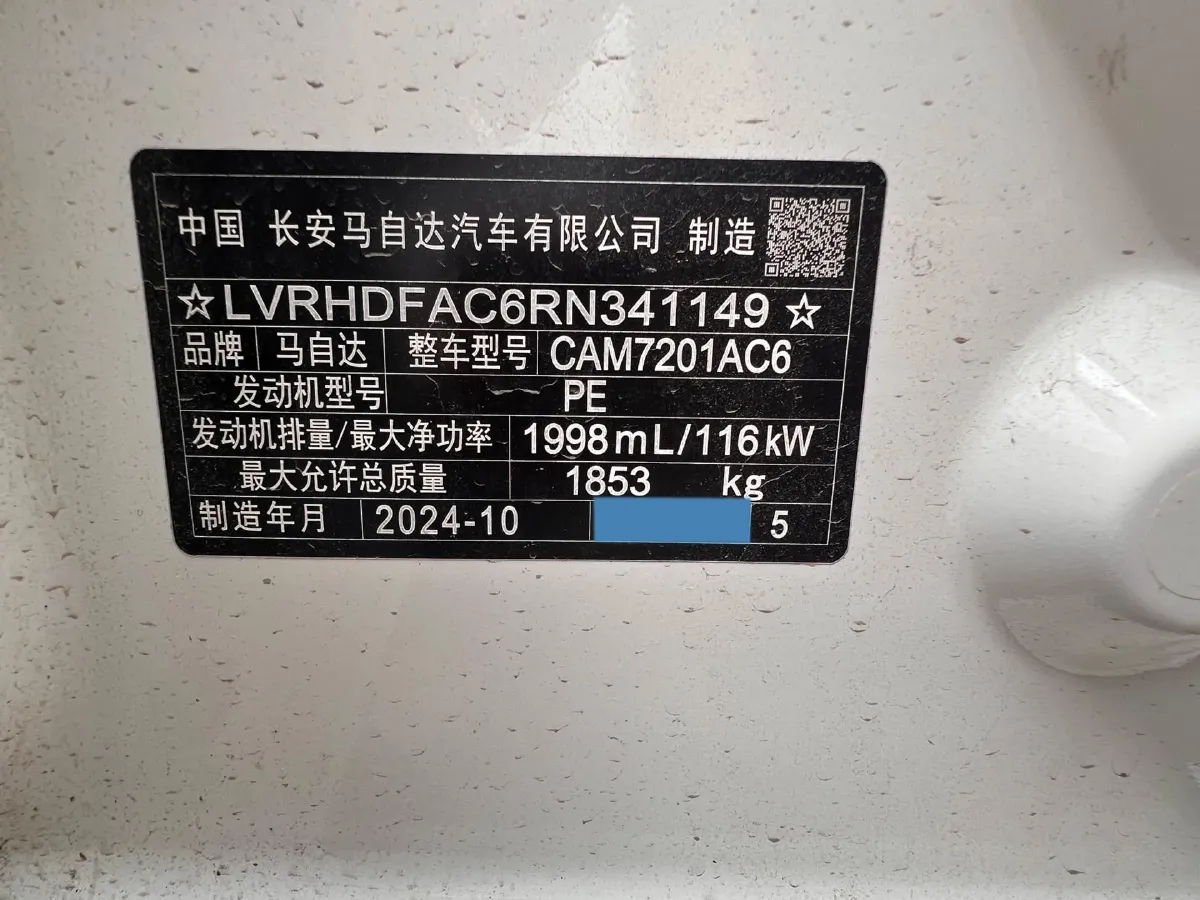 中国 长安马自达汽车有限公司 制造
☆LVRHDFAC6RN341149☆
品牌 马自达 整车型号 CAM7201AC6
发动机型号 PE
发动机排量/最大净功率 1998mL/116kW
最大允许总质量 1853 kg
制造年月 2024-10 5